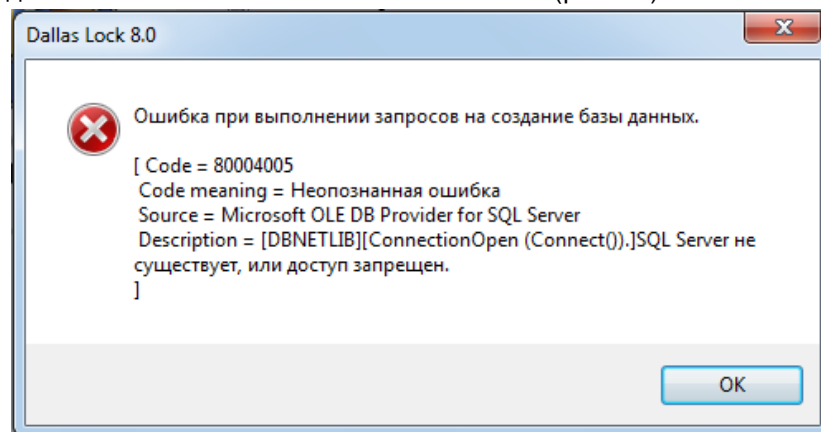 Dallas Lock 8.0
Ошибка при выполнении запросов на создание базы данных.
[ Code = 80004005
Code meaning = Неопознанная ошибка
Source = Microsoft OLE DB Provider for SQL Server
Description = [DBNETLIB][ConnectionOpen (Connect()).]SQL Server не
существует, или доступ запрещен.
]
OK